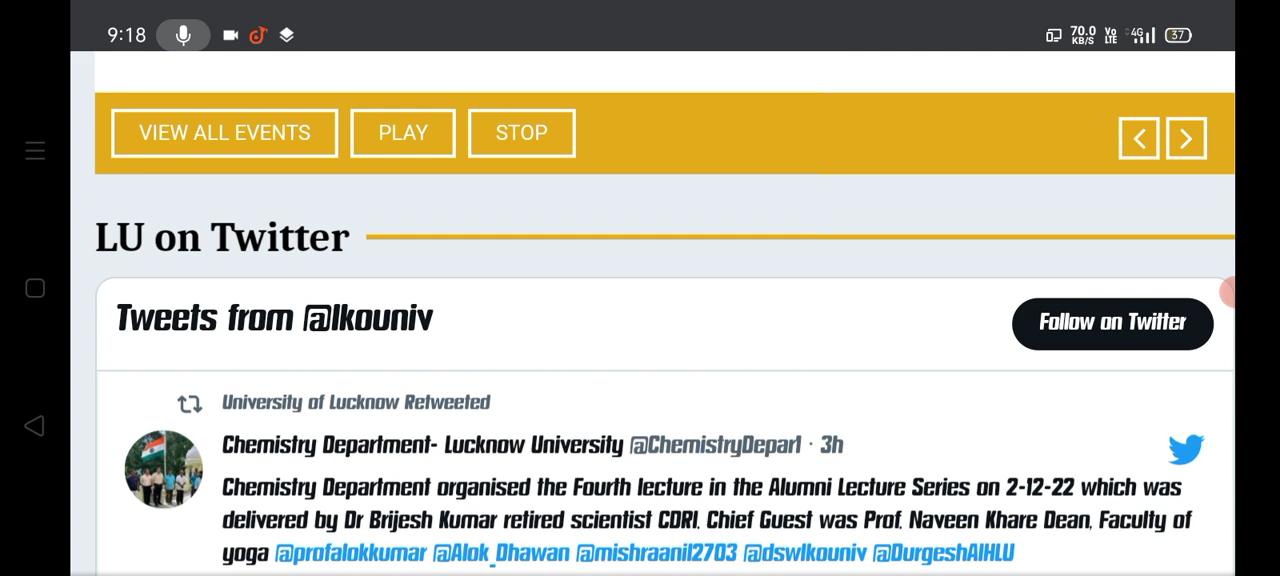 9:18 70.0 KB/S Vo LTE 4G 37
VIEW ALL EVENTS PLAY STOP
LU on Twitter
Tweets from @lkouniv Follow on Twitter
University of Lucknow Retweeted
Chemistry Department- Lucknow University @ChemistryDepar1 · 3h
Chemistry Department organised the Fourth lecture in the Alumni Lecture Series on 2-12-22 which was
delivered by Dr Brijesh Kumar retired scientist CDRI. Chief Guest was Prof. Naveen Khare Dean, Faculty of
yoga @profalokkumar @Alok_Dhawan @mishraanil2703 @dswlkouniv @DurgeshAIHLU